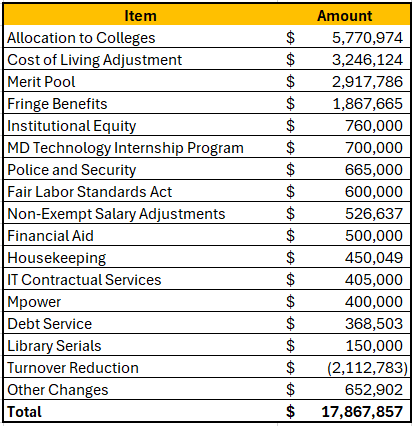 Item Amount
Allocation to Colleges $ 5,770,974
Cost of Living Adjustment $ 3,246,124
Merit Pool $ 2,917,786
Fringe Benefits $ 1,867,665
Institutional Equity $ 760,000
MD Technology Internship Program $ 700,000
Police and Security $ 665,000
Fair Labor Standards Act $ 600,000
Non-Exempt Salary Adjustments $ 526,637
Financial Aid $ 500,000
Housekeeping $ 450,049
IT Contractual Services $ 405,000
Mpower $ 400,000
Debt Service $ 368,503
Library Serials $ 150,000
Turnover Reduction $ (2,112,783)
Other Changes $ 652,902
Total $ 17,867,857